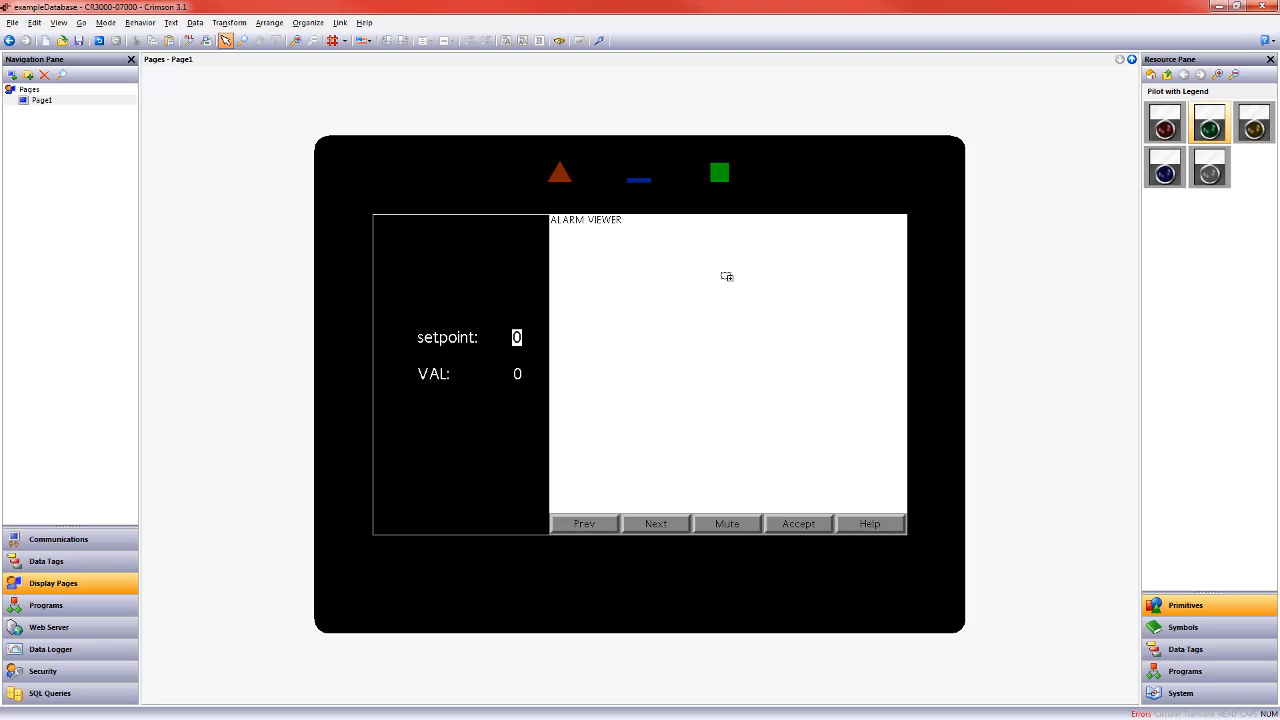 exampleDatabase - CR3000-07000 - Crimson 3.1
File Edit View Go Mode Behavior Text Data Transform Arrange Organize Link Help
Navigation Pane
Pages - Page1
Resource Pane
Pages
Page1
Pilot with Legend
ALARM VIEWER
setpoint: 0
VAL: 0
Prev Next Mute Accept Help
Communications
Data Tags
Display Pages
Programs
Web Server
Data Logger
Security
SQL Queries
Primitives
Symbols
Data Tags
Programs
System
Errors Circular Translate READ CAPS NUM